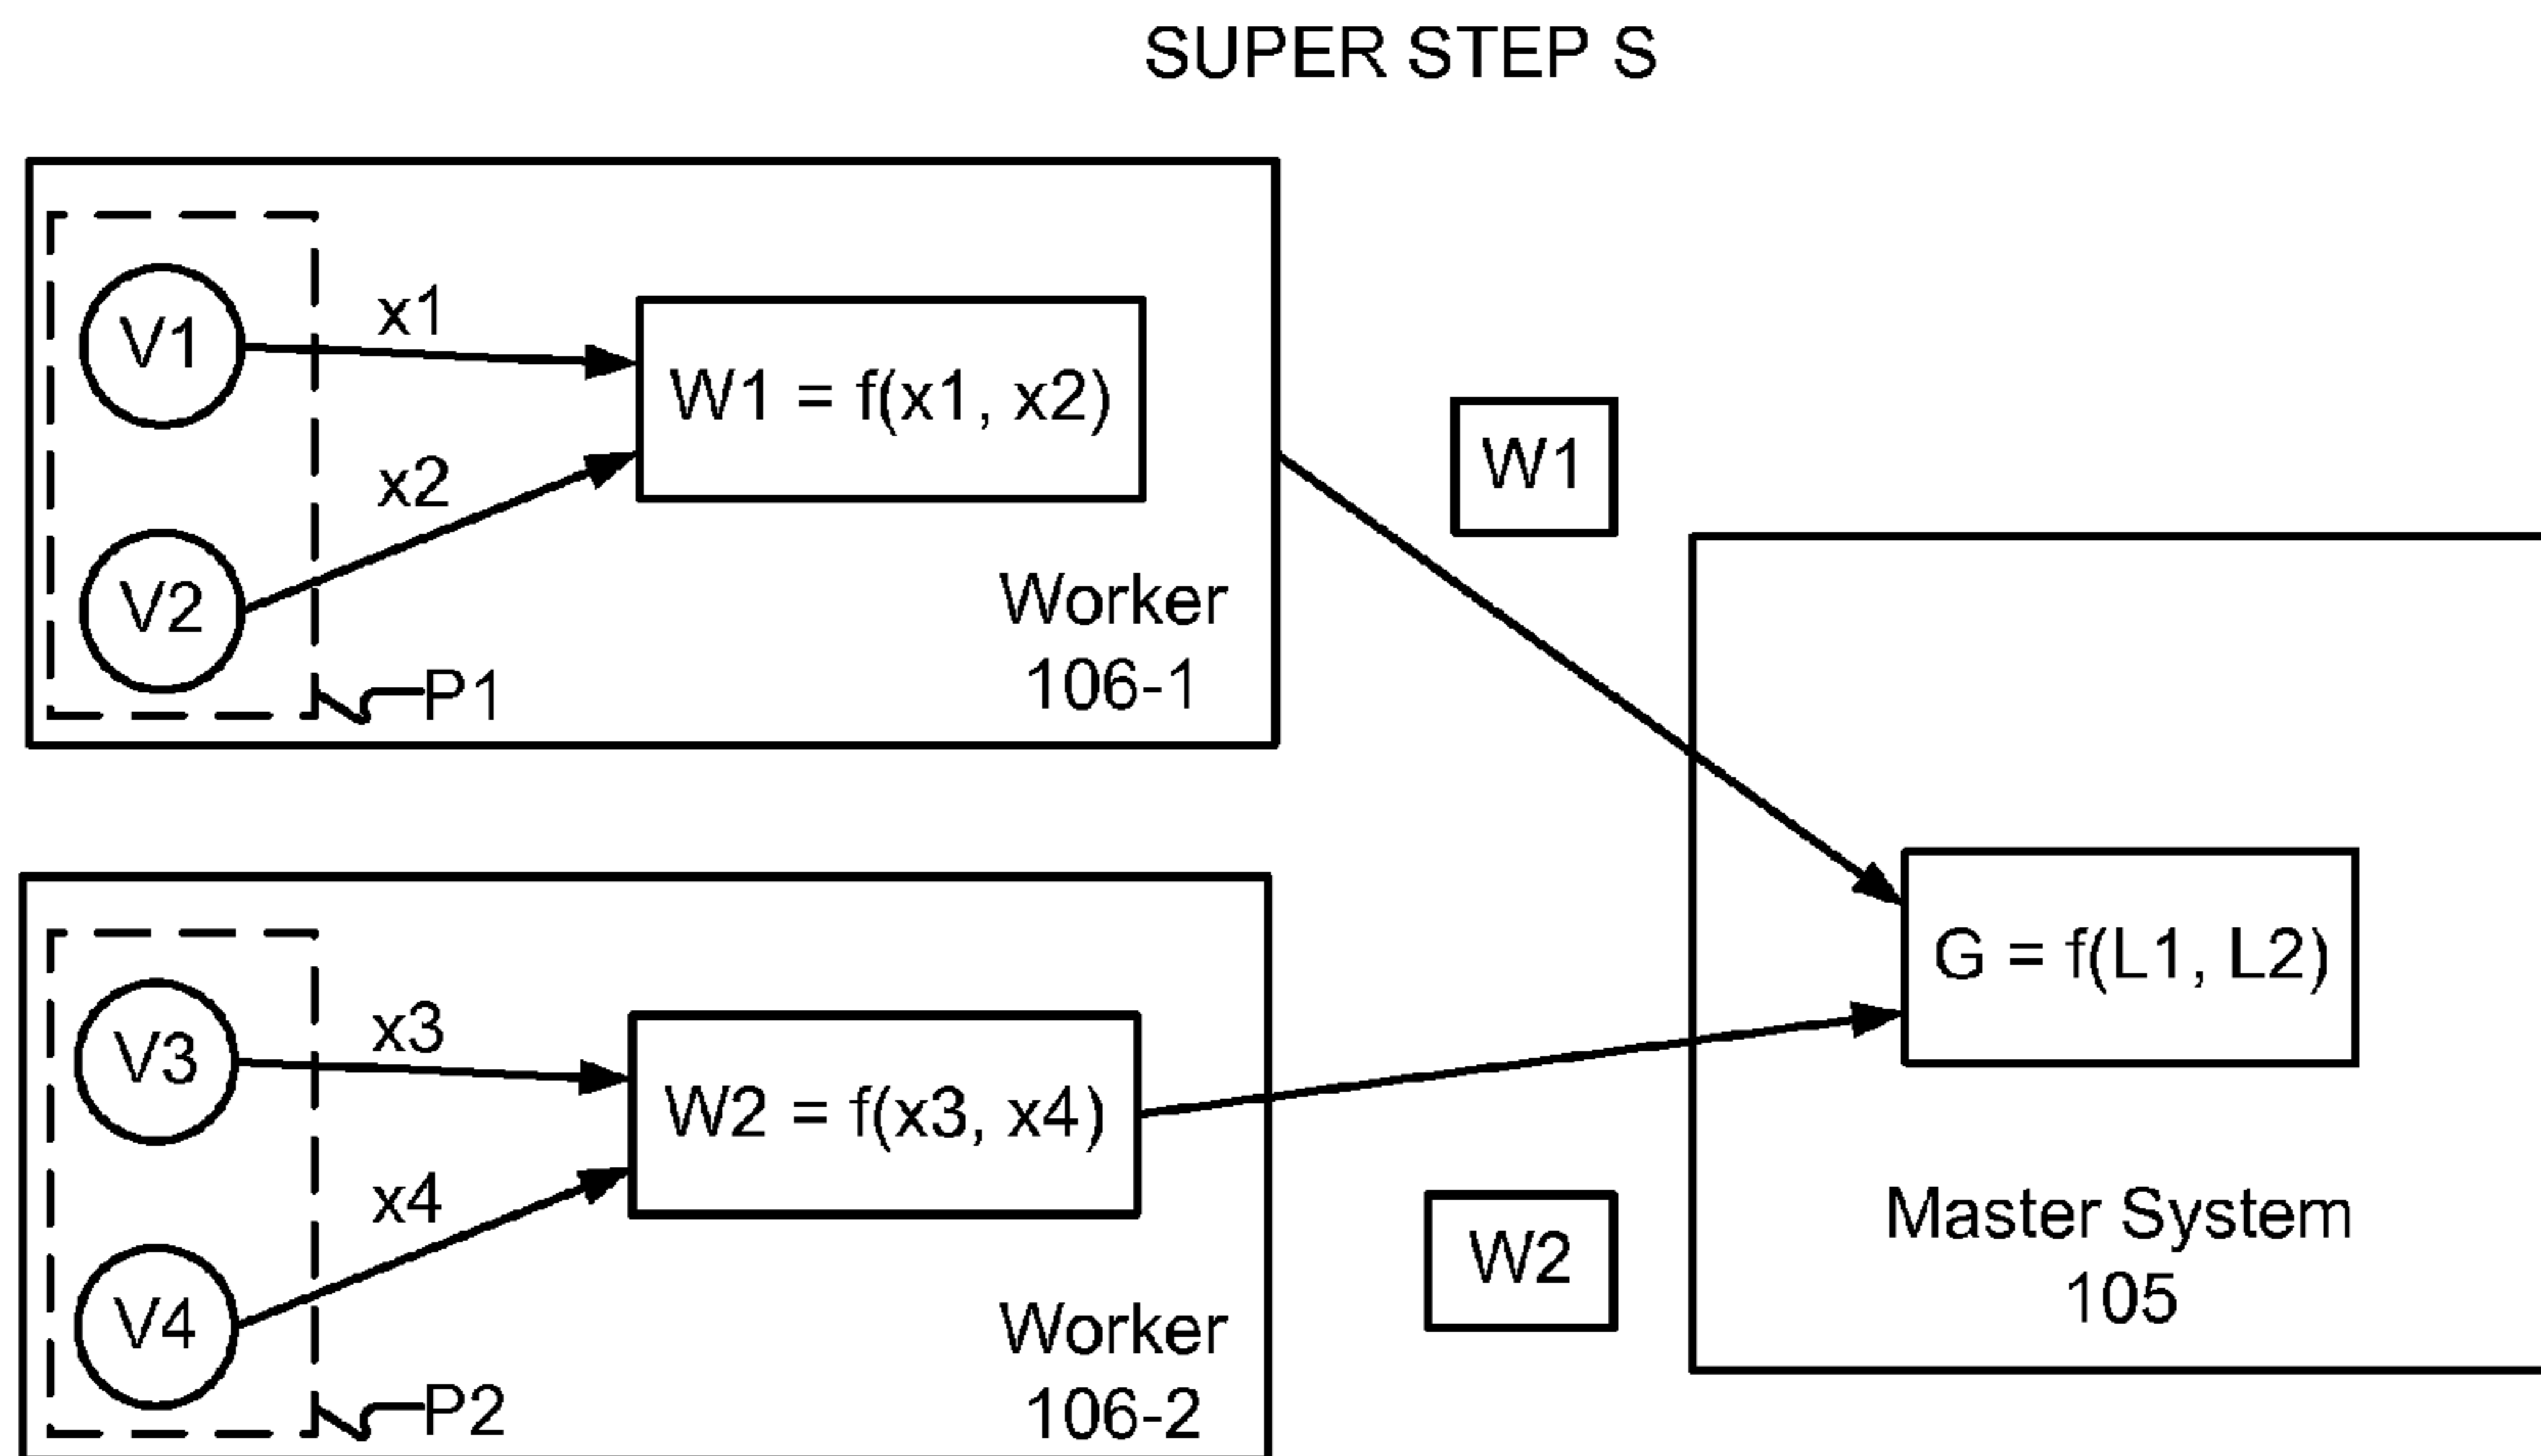 SUPER STEP S
V1
x1
W1 = f(x1, x2)
V2
x2
P1
Worker
106-1
W1
V3
x3
W2 = f(x3, x4)
V4
x4
P2
Worker
106-2
W2
G = f(L1, L2)
Master System
105